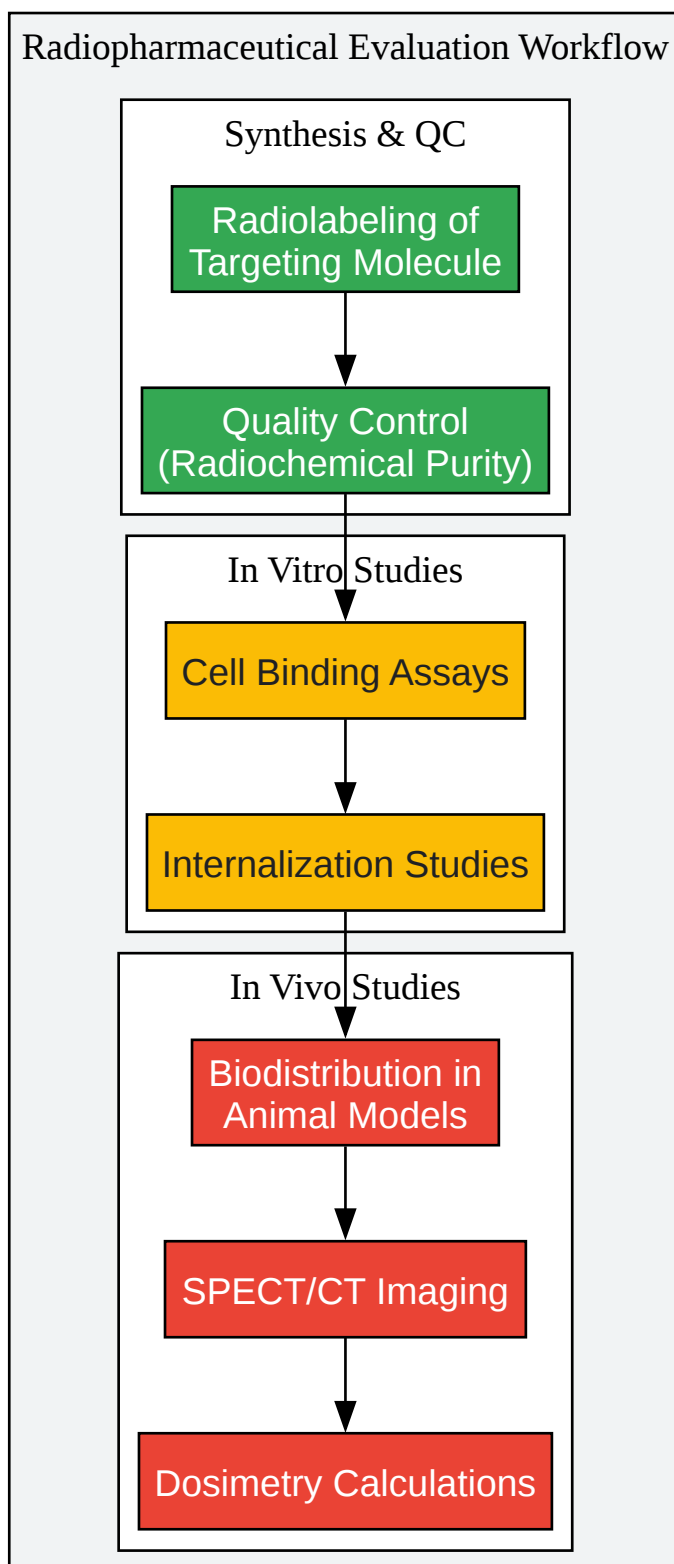 Radiopharmaceutical Evaluation Workflow
Synthesis & QC
Radiolabeling of
Targeting Molecule
Quality Control
(Radiochemical Purity)
In Vitro Studies
Cell Binding Assays
Internalization Studies
In Vivo Studies
Biodistribution in
Animal Models
SPECT/CT Imaging
Dosimetry Calculations